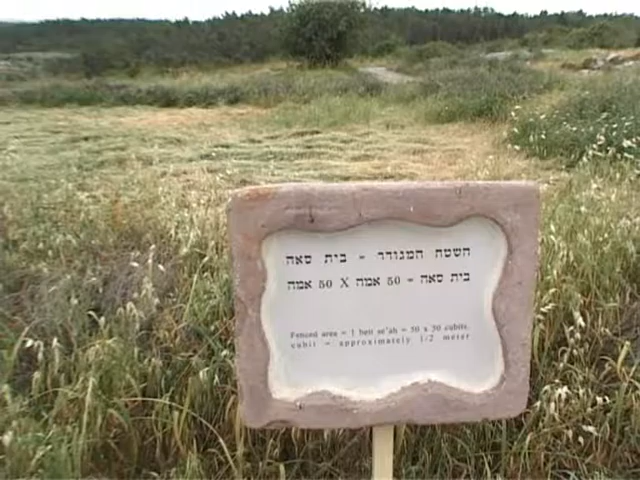 השטח המגודר = בית סאה
בית סאה = 50 אמה X 50 אמה
Fenced area = 1 beit se'ah = 50 x 50 cubits.
cubit = approximately 1/2 meter